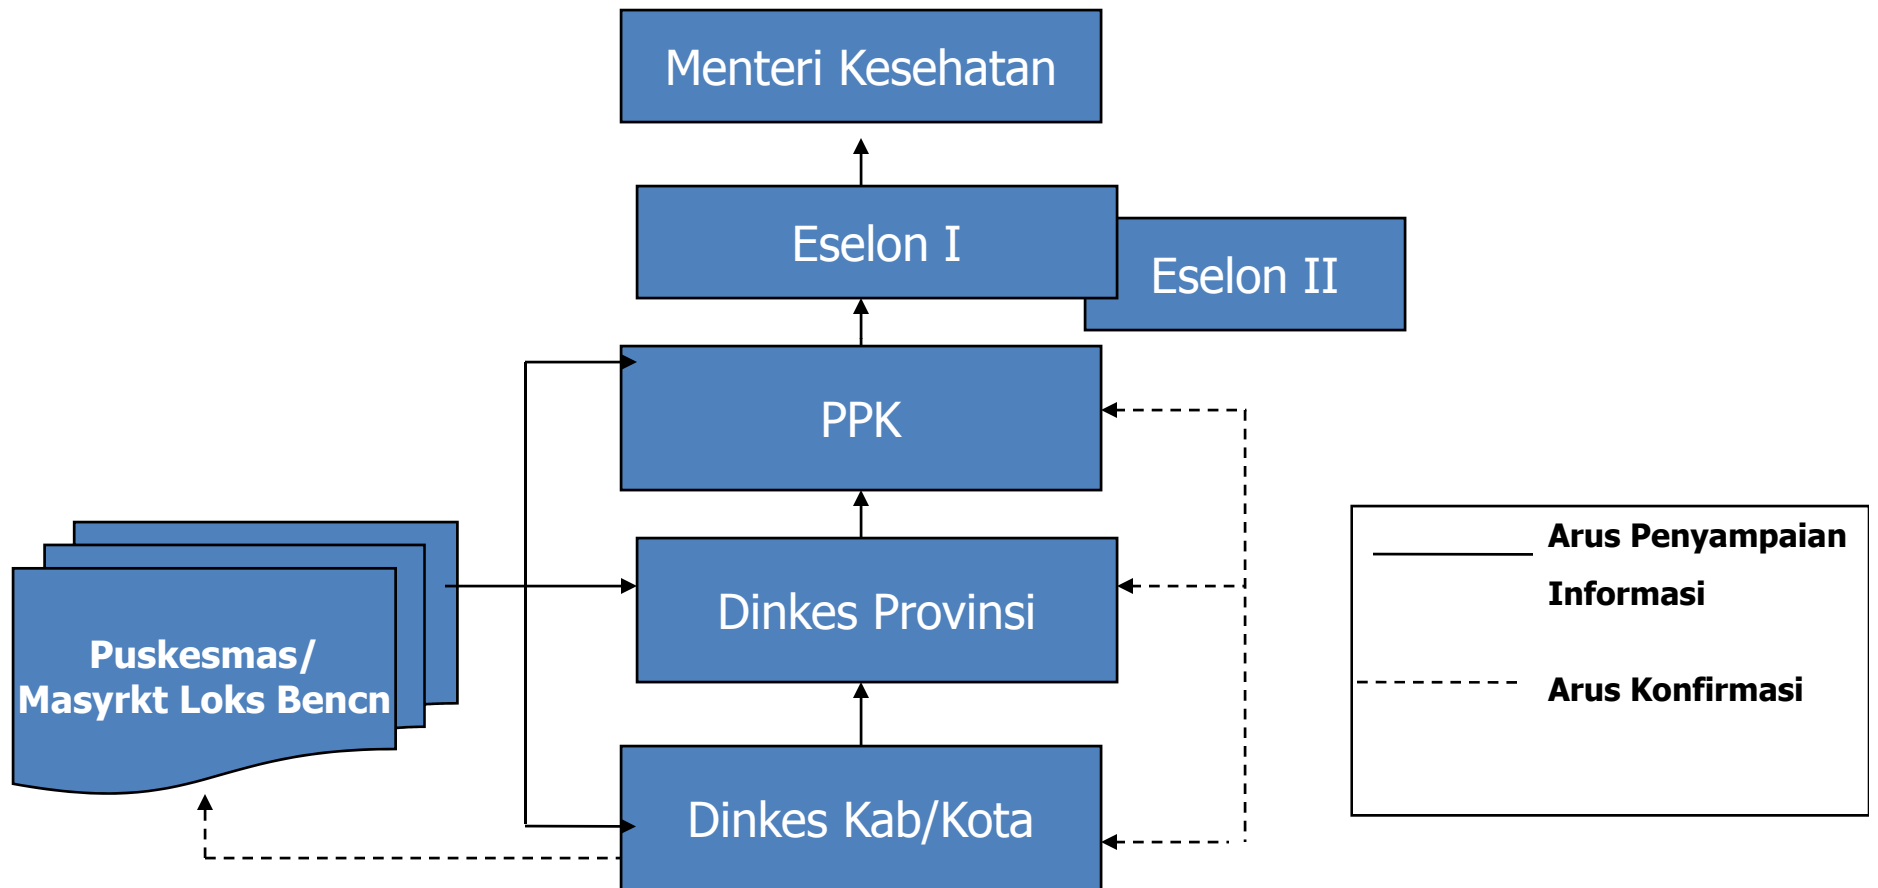 Menteri Kesehatan
Eselon I
Eselon II
PPK
Dinkes Provinsi
Puskesmas/
Masyrkt Loks Bencn
Dinkes Kab/Kota
Arus Penyampaian
Informasi
Arus Konfirmasi